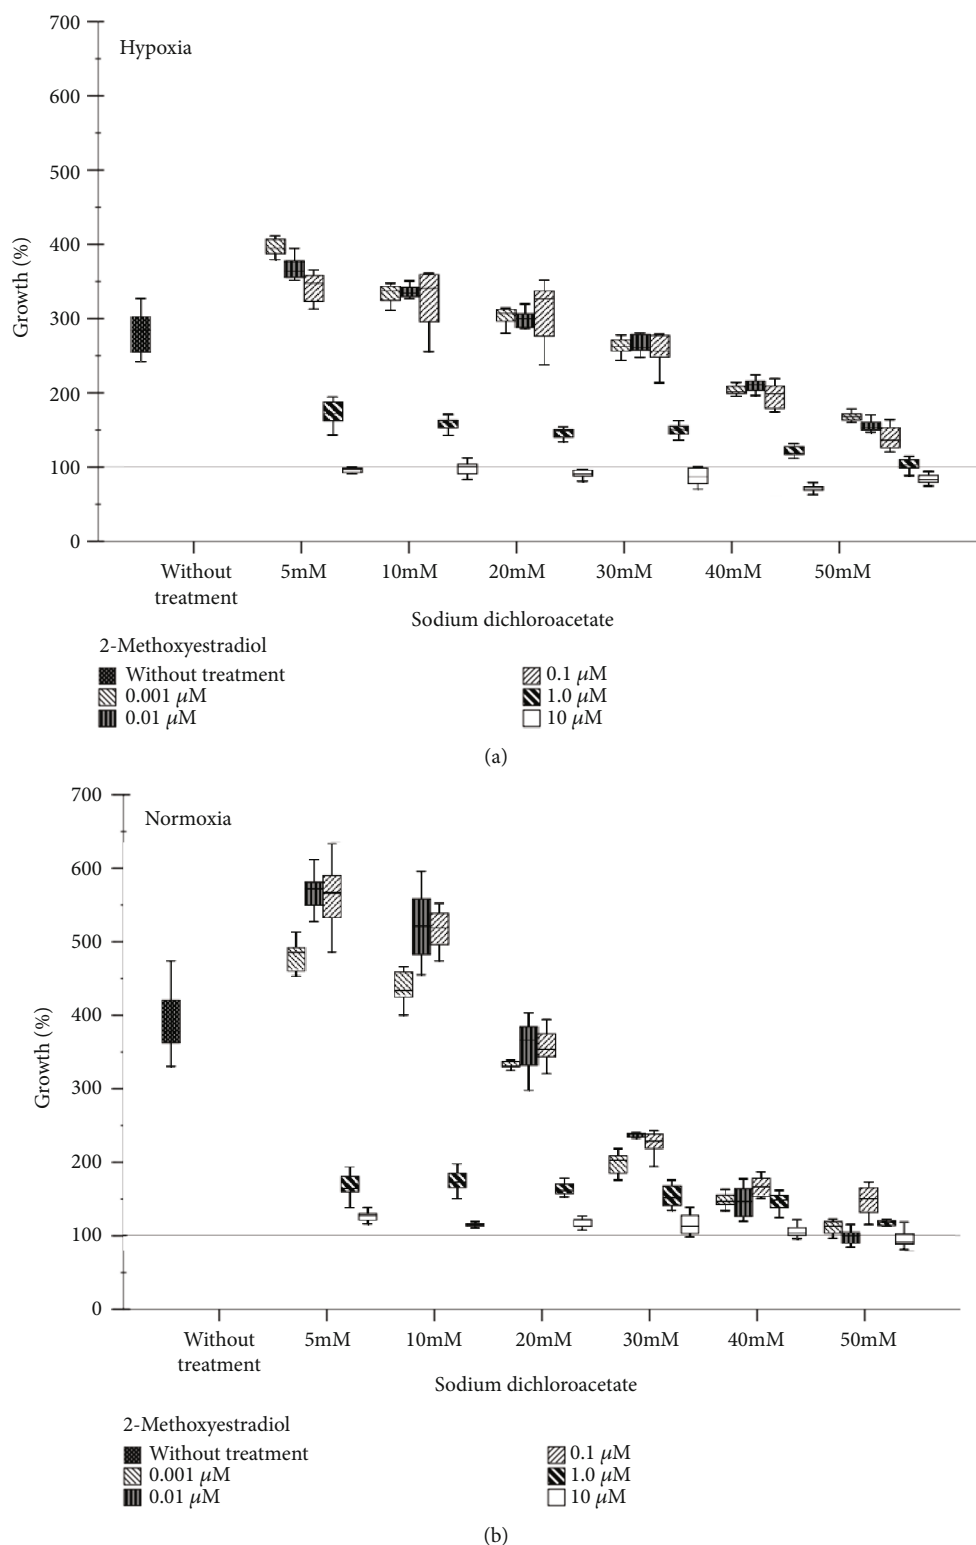 700
Hypoxia
600
500
400
300
200
100
0
Growth (%)
Without treatment
5mM
10mM
20mM
30mM
40mM
50mM
Sodium dichloroacetate
2-Methoxyestradiol
Without treatment
0.001 μM
0.01 μM
0.1 μM
1.0 μM
10 μM
(a)
700
Normoxia
600
500
400
300
200
100
0
Growth (%)
Without treatment
5mM
10mM
20mM
30mM
40mM
50mM
Sodium dichloroacetate
2-Methoxyestradiol
Without treatment
0.001 μM
0.01 μM
0.1 μM
1.0 μM
10 μM
(b)